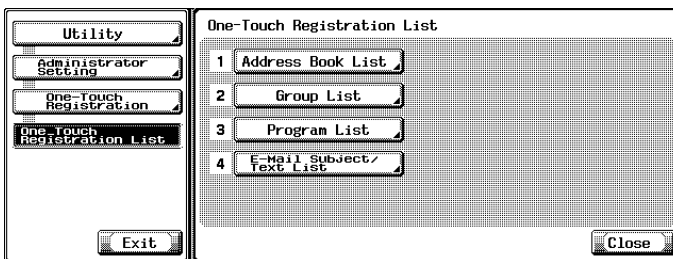 Utility
Administrator
Setting
One-Touch
Registration
One-Touch
Registration List
Exit
One-Touch Registration List
1 Address Book List
2 Group List
3 Program List
4 E-Mail Subject/
Text List
Close